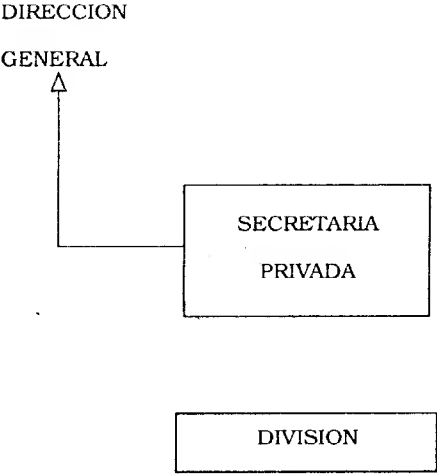 DIRECCION
GENERAL
SECRETARIA
PRIVADA
DIVISION